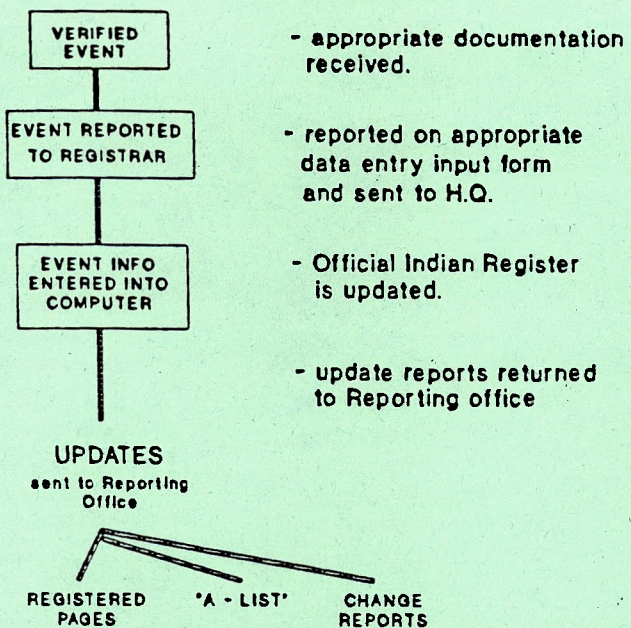 VERIFIED
EVENT
- appropriate documentation
received.
EVENT REPORTED
TO REGISTRAR
- reported on appropriate
data entry input form
and sent to H.Q.
EVENT INFO
ENTERED INTO
COMPUTER
- Official Indian Register
is updated.
- update reports returned
to Reporting office
UPDATES
sent to Reporting
Office
REGISTERED
PAGES
"A - LIST"
CHANGE
REPORTS